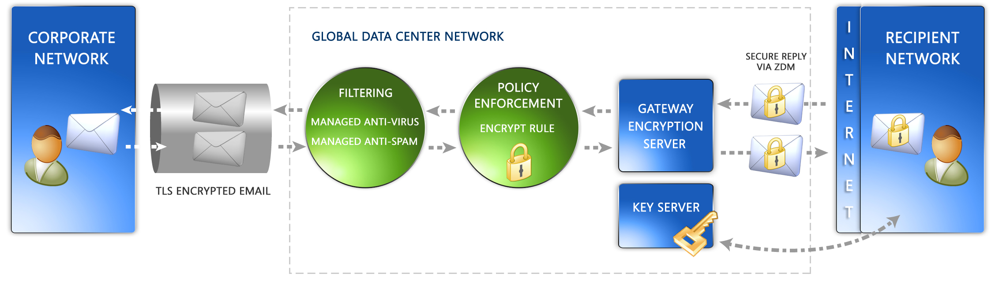 CORPORATE
NETWORK
TLS ENCRYPTED EMAIL
GLOBAL DATA CENTER NETWORK
FILTERING
MANAGED ANTI-VIRUS
MANAGED ANTI-SPAM
POLICY
ENFORCEMENT
ENCRYPT RULE
GATEWAY
ENCRYPTION
SERVER
KEY SERVER
SECURE REPLY
VIA ZDM
INTERNET
RECIPIENT
NETWORK